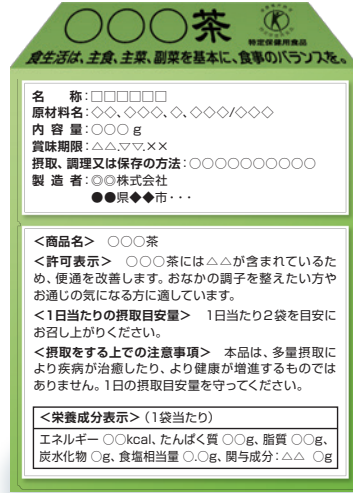 ○○○茶
特定保健用食品
食生活は、主食、主菜、副菜を基本に、食事のバランスを。
名　　称：□□□□□□
原材料名：◇◇、◇◇◇、◇、◇◇◇/◇◇◇
内 容 量：○○○ g
賞味期限：△△.▽▽.××
摂取、調理又は保存の方法：○○○○○○○○○○
製 造 者：◎◎株式会社
●●県◆◆市・・・
＜商品名＞　○○○茶
＜許可表示＞　○○○茶には△△が含まれているた
め、便通を改善します。おなかの調子を整えたい方や
お通じの気になる方に適しています。
＜1日当たりの摂取目安量＞　1日当たり2袋を目安に
お召し上がりください。
＜摂取をする上での注意事項＞　本品は、多量摂取に
より疾病が治癒したり、より健康が増進するものでは
ありません。1日の摂取目安量を守ってください。
＜栄養成分表示＞（1袋当たり）
エネルギー ○○kcal、たんぱく質 ○○g、脂質 ○○g、
炭水化物 ○g、食塩相当量 ○.○g、関与成分：△△　○g